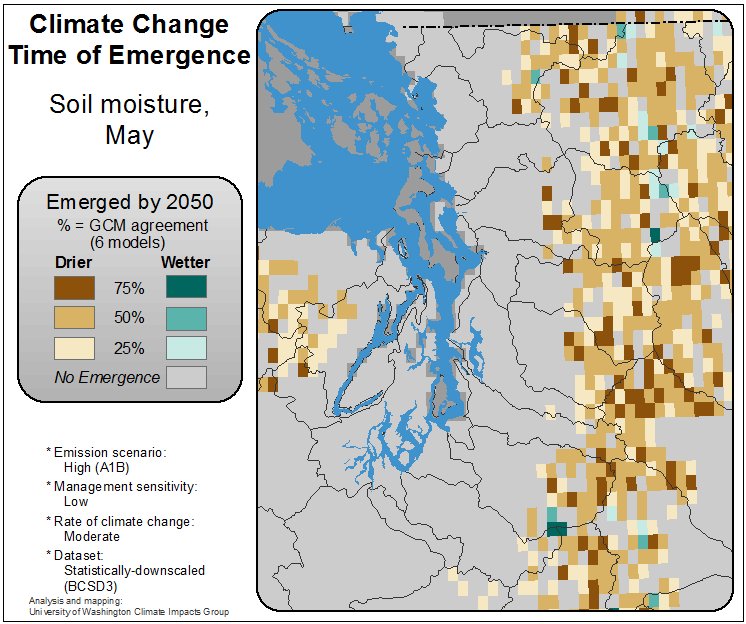 Climate Change
Time of Emergence
Soil moisture,
May
Emerged by 2050
% = GCM agreement
(6 models)
Drier Wetter
75%
50%
25%
No Emergence
* Emission scenario:
High (A1B)
* Management sensitivity:
Low
* Rate of climate change:
Moderate
* Dataset:
Statistically-downscaled
(BCSD3)
Analysis and mapping:
University of Washington Climate Impacts Group